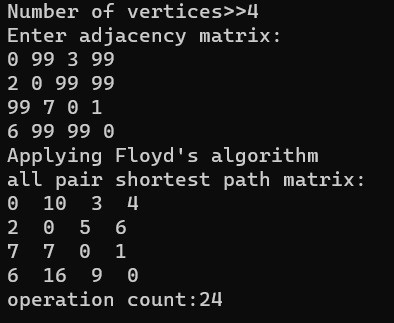 Number of vertices>>4
Enter adjacency matrix:
0 99 3 99
2 0 99 99
99 7 0 1
6 99 99 0
Applying Floyd's algorithm
all pair shortest path matrix:
0  10  3  4
2  0  5  6
7  7  0  1
6  16  9  0
operation count:24